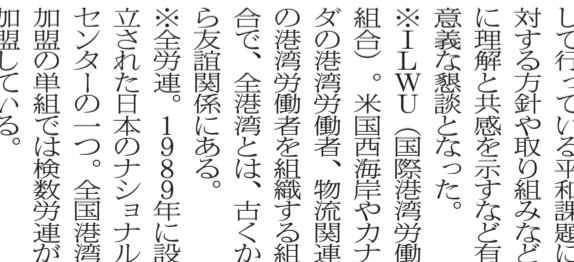 して行っている平和課題に
対する方針や取り組みなど
に理解と共感を示すなど有
意義な懇談となった。
※ＩＬＷＵ（国際港湾労働
組合）。米国西海岸やカナ
ダの港湾労働者、物流関連
の港湾労働者を組織する組
合で、全港湾とは、古くか
ら友誼関係にある。
※全労連。１９８９年に設
立された日本のナショナル
センターの一つ。全国港湾
加盟の単組では検数労連が
加盟している。